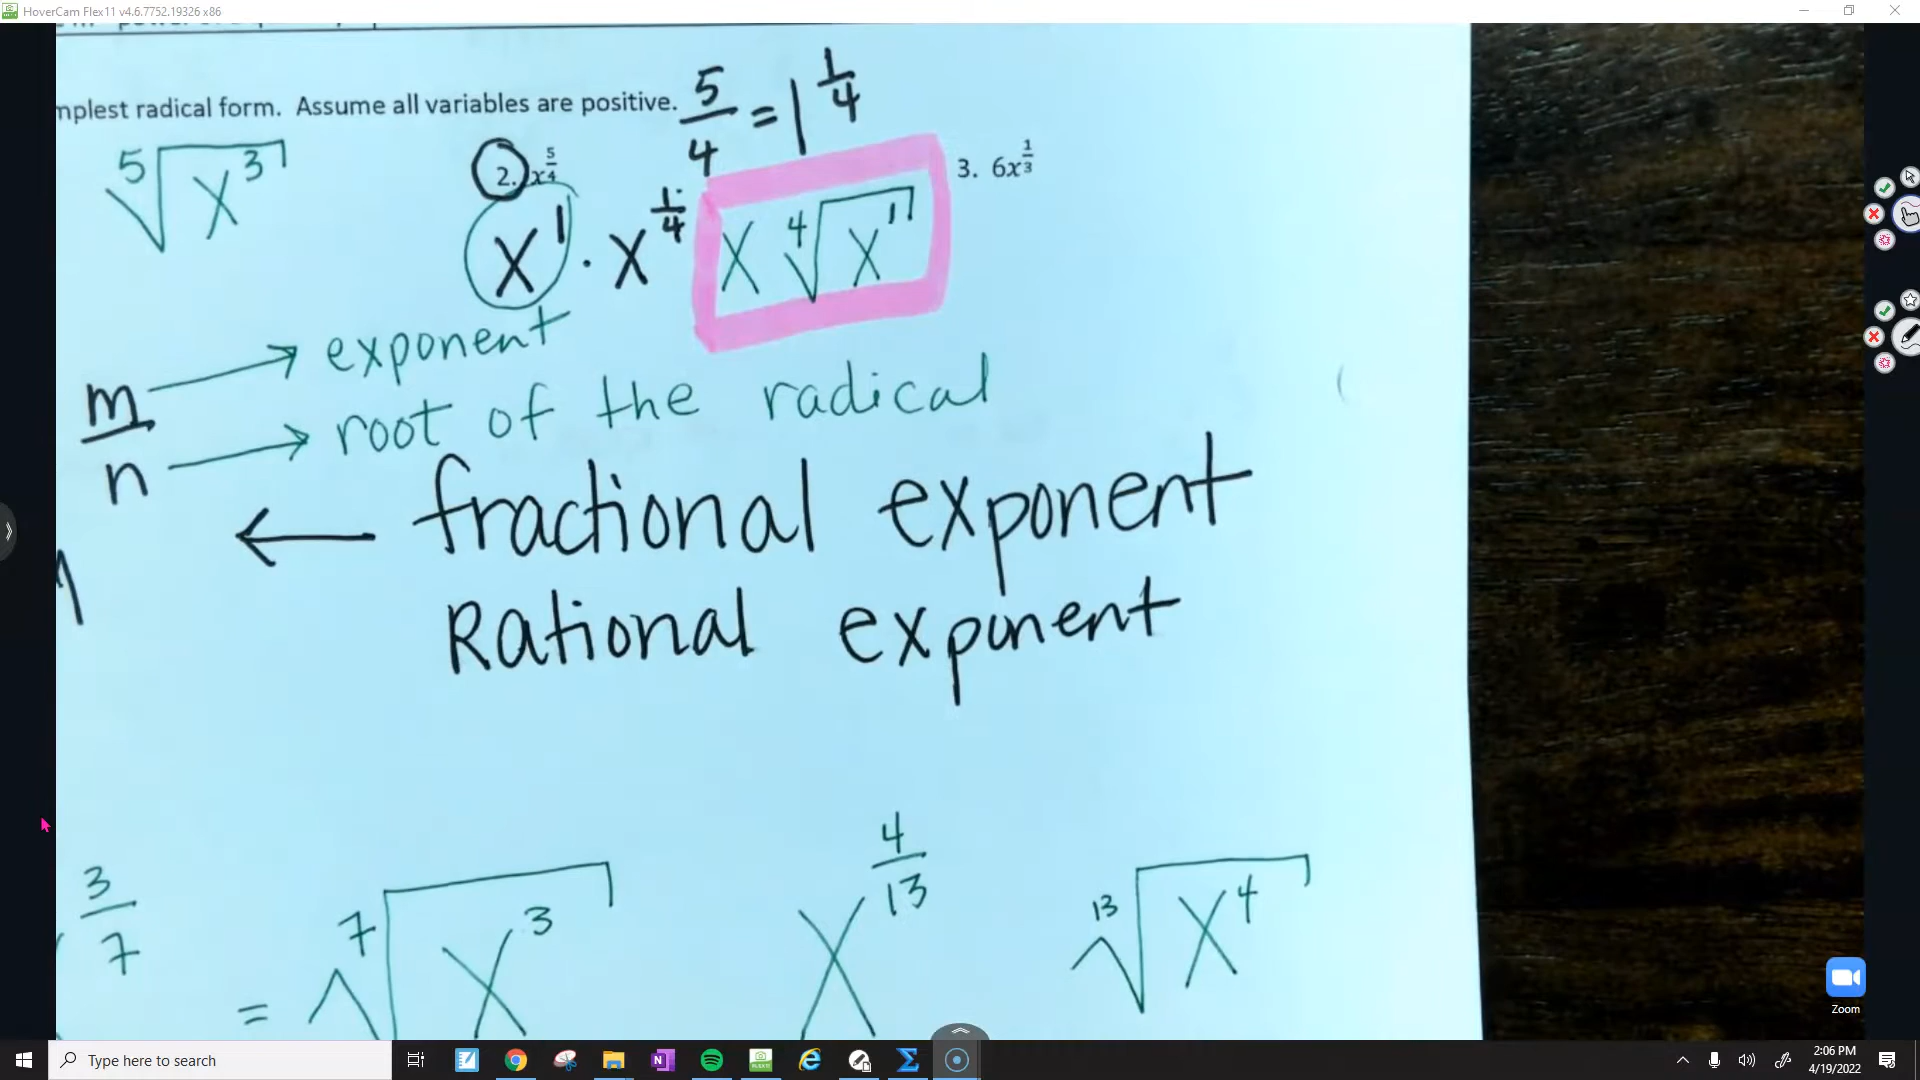 HoverCam Flex11 v4.6.7752.19326 x86
mplest radical form. Assume all variables are positive.
5/4 = 1 1/4
⁵√x³
2. x^5/4
3. 6x^1/3
x¹ · x^1/4
x ⁴√x¹
m/n
→ exponent
→ root of the radical
← fractional exponent
Rational exponent
3/7
= ⁷√x³
x^4/13
¹³√x⁴
Zoom
Type here to search
2:06 PM
4/19/2022